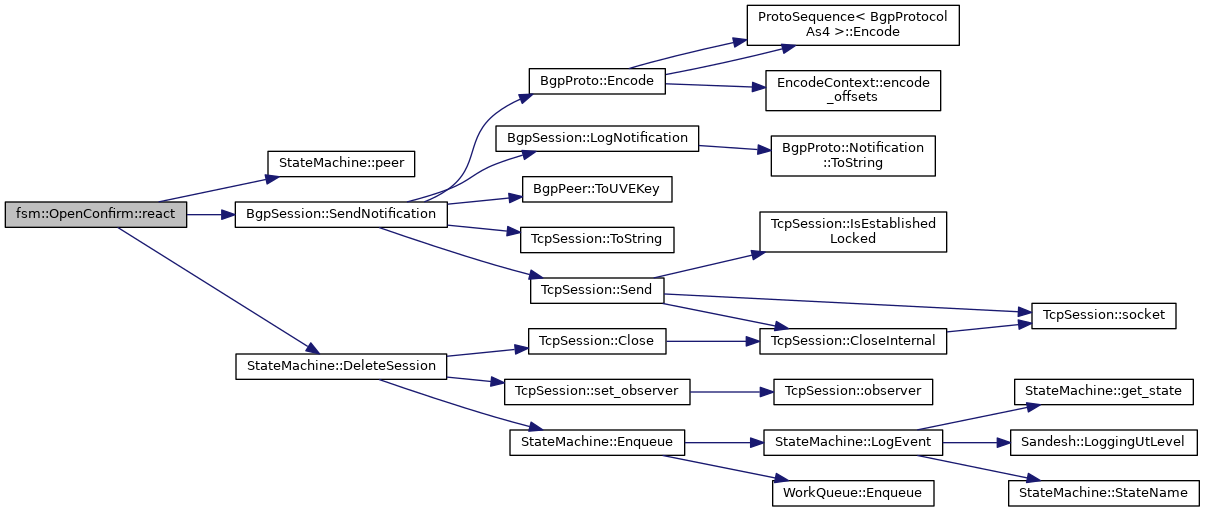 ProtoSequence< BgpProtocol
As4 >::Encode
BgpProto::Encode
EncodeContext::encode
_offsets
BgpSession::LogNotification
BgpProto::Notification
::ToString
StateMachine::peer
BgpPeer::ToUVEKey
fsm::OpenConfirm::react
BgpSession::SendNotification
TcpSession::IsEstablished
Locked
TcpSession::ToString
TcpSession::Send
TcpSession::socket
TcpSession::Close
TcpSession::CloseInternal
StateMachine::DeleteSession
TcpSession::set_observer
TcpSession::observer
StateMachine::get_state
StateMachine::Enqueue
StateMachine::LogEvent
Sandesh::LoggingUtLevel
WorkQueue::Enqueue
StateMachine::StateName